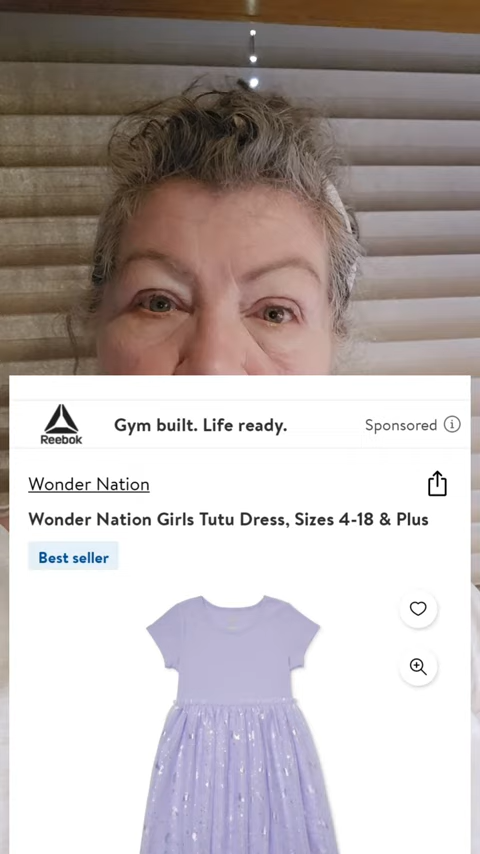 Reebok
Gym built. Life ready.
Sponsored
Wonder Nation
Wonder Nation Girls Tutu Dress, Sizes 4-18 & Plus
Best seller